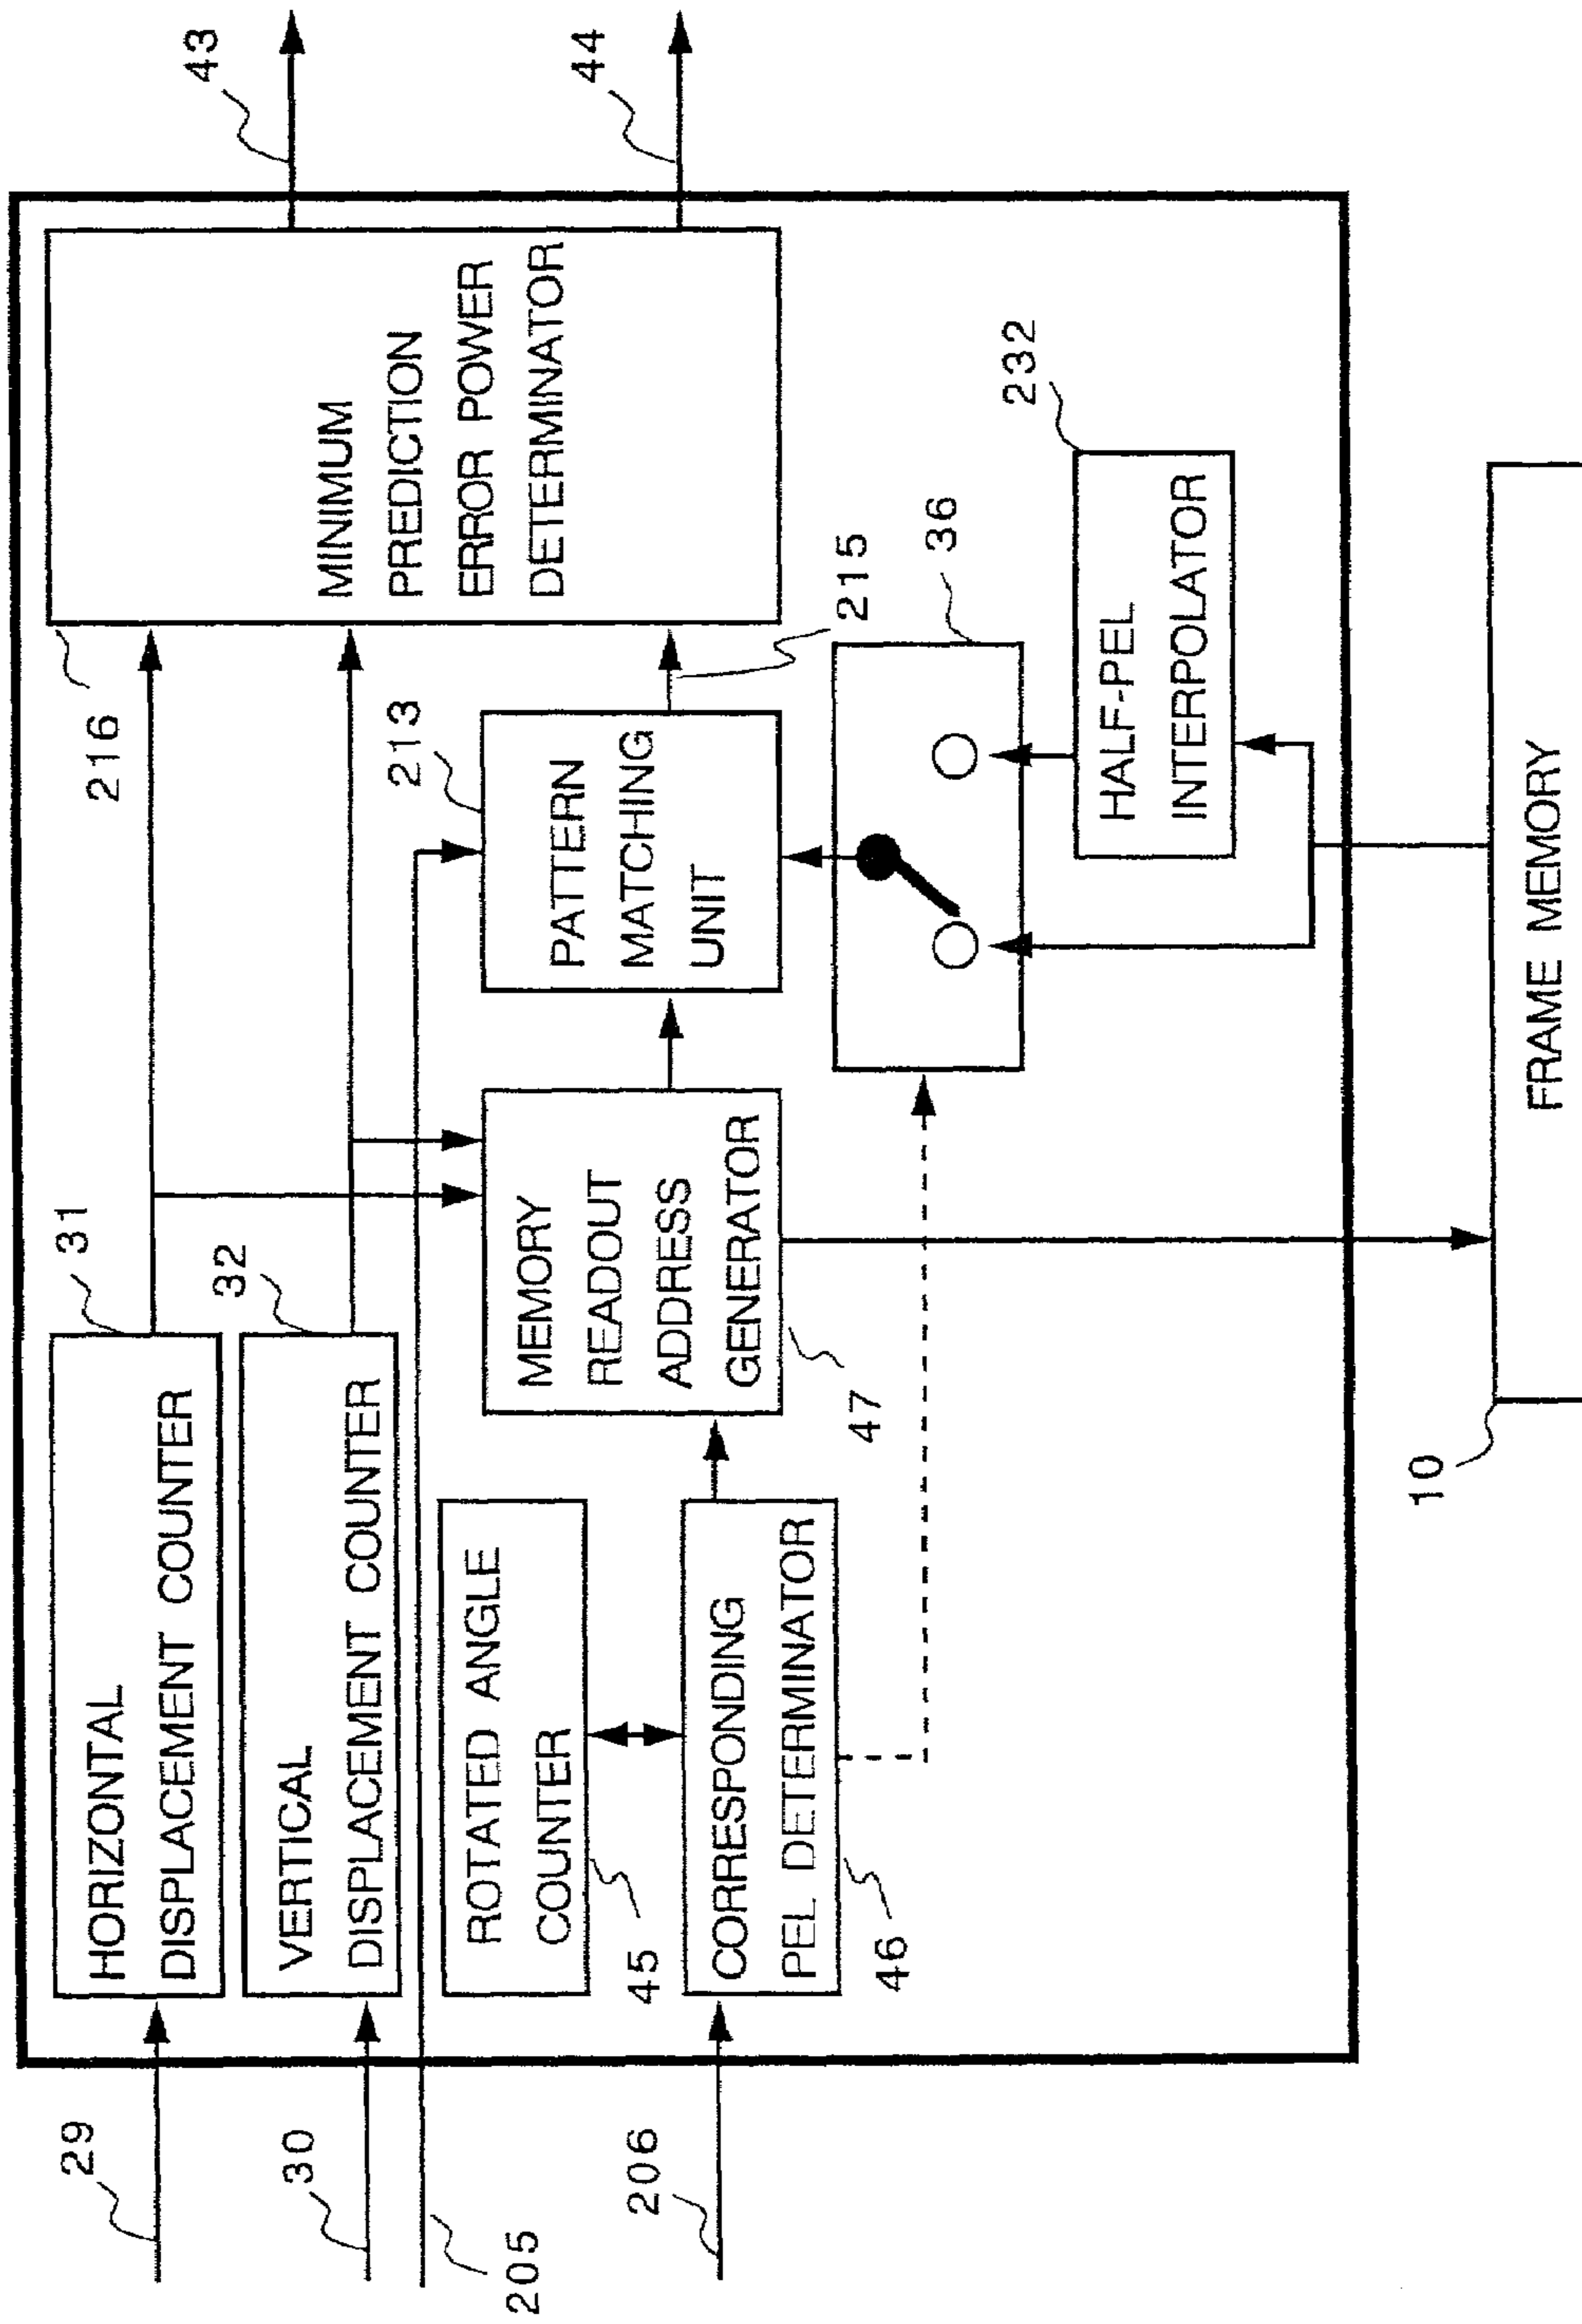 29
HORIZONTAL
DISPLACEMENT COUNTER
31
216
43
30
VERTICAL
DISPLACEMENT COUNTER
32
MINIMUM
PREDICTION
ERROR POWER
DETERMINATOR
44
205
ROTATED ANGLE
COUNTER
45
MEMORY
READOUT
ADDRESS
GENERATOR
47
213
PATTERN
MATCHING
UNIT
215
206
CORRESPONDING
PEL DETERMINATOR
46
36
232
HALF-PEL
INTERPOLATOR
10
FRAME MEMORY